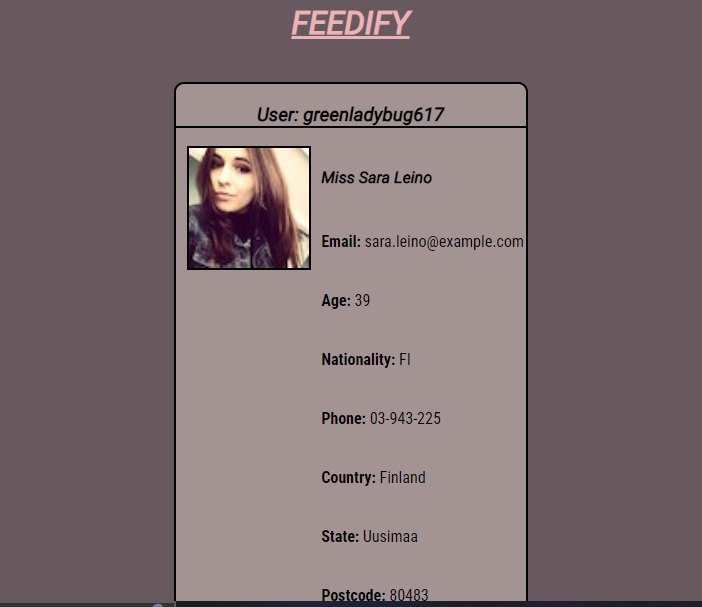 FEEDIFY
User: greenladybug617
Miss Sara Leino
Email: sara.leino@example.com
Age: 39
Nationality: FI
Phone: 03-943-225
Country: Finland
State: Uusimaa
Postcode: 80483